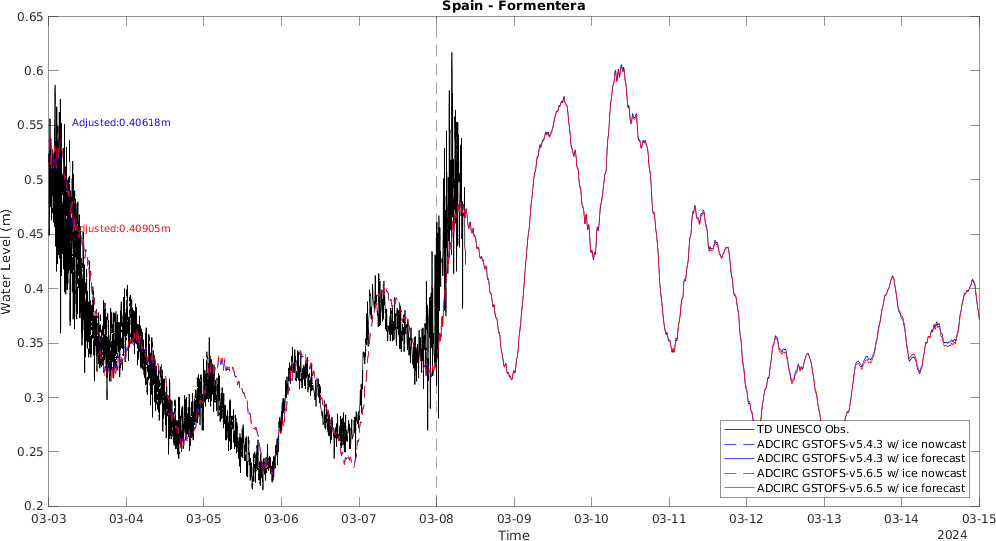 Spain - Formentera
0.65
0.6
0.55
0.5
0.45
0.4
0.35
0.3
0.25
0.2
Water Level (m)
Adjusted:0.40618m
Adjusted:0.40905m
TD UNESCO Obs.
ADCIRC GSTOFS-v5.4.3 w/ ice nowcast
ADCIRC GSTOFS-v5.4.3 w/ ice forecast
ADCIRC GSTOFS-v5.6.5 w/ ice nowcast
ADCIRC GSTOFS-v5.6.5 w/ ice forecast
03-03 03-04 03-05 03-06 03-07 03-08 03-09 03-10 03-11 03-12 03-13 03-14 03-15
Time
2024